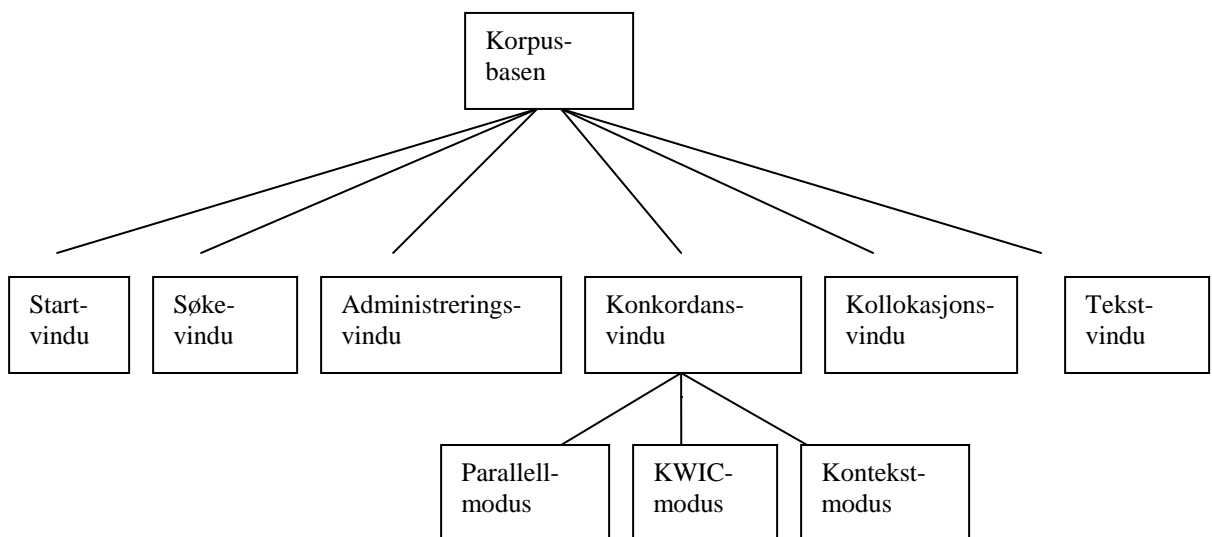 Korpus-
basen
Start-
vindu
Søke-
vindu
Administrerings-
vindu
Konkordans-
vindu
Kollokasjons-
vindu
Tekst-
vindu
Parallell-
modus
KWIC-
modus
Kontekst-
modus